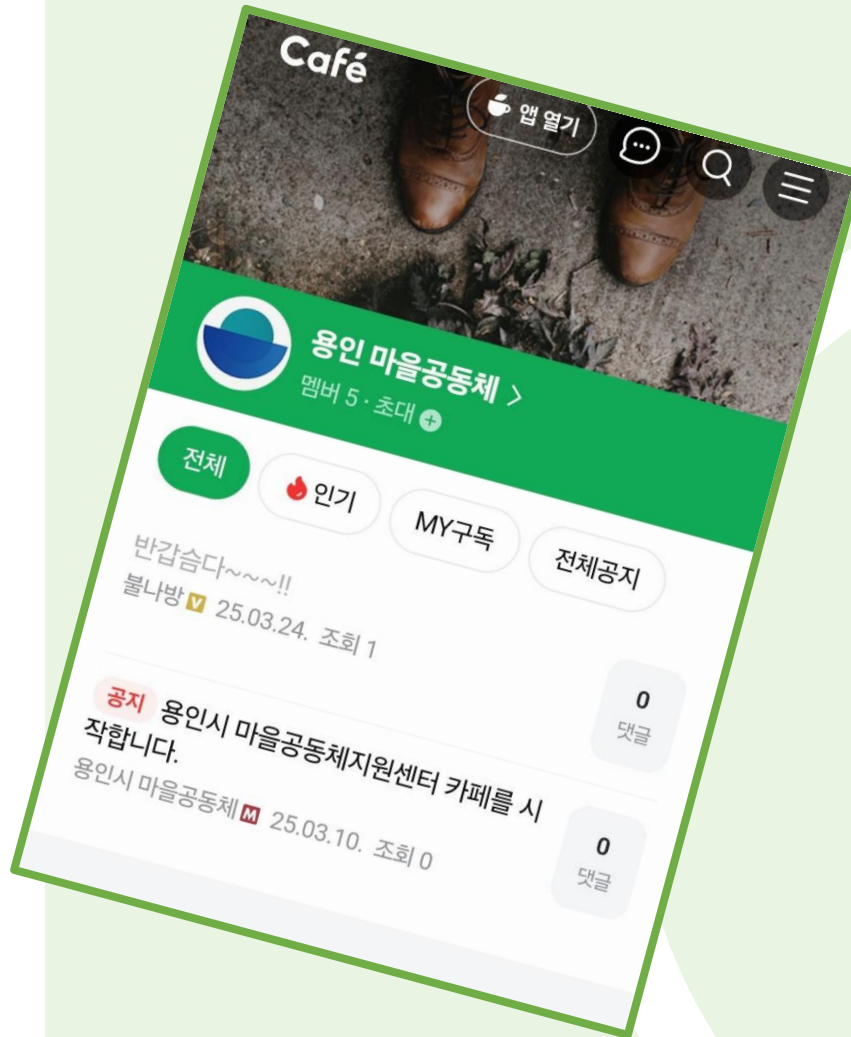 Café
앱 열기
용인 마을공동체 >
멤버 5 · 초대 +
전체
인기
MY구독
전체공지
반갑슴다~~~!!
불나방 V 25.03.24. 조회 1
0
댓글
공지 용인시 마을공동체지원센터 카페를 시
작합니다.
용인시 마을공동체 M 25.03.10. 조회 0
0
댓글